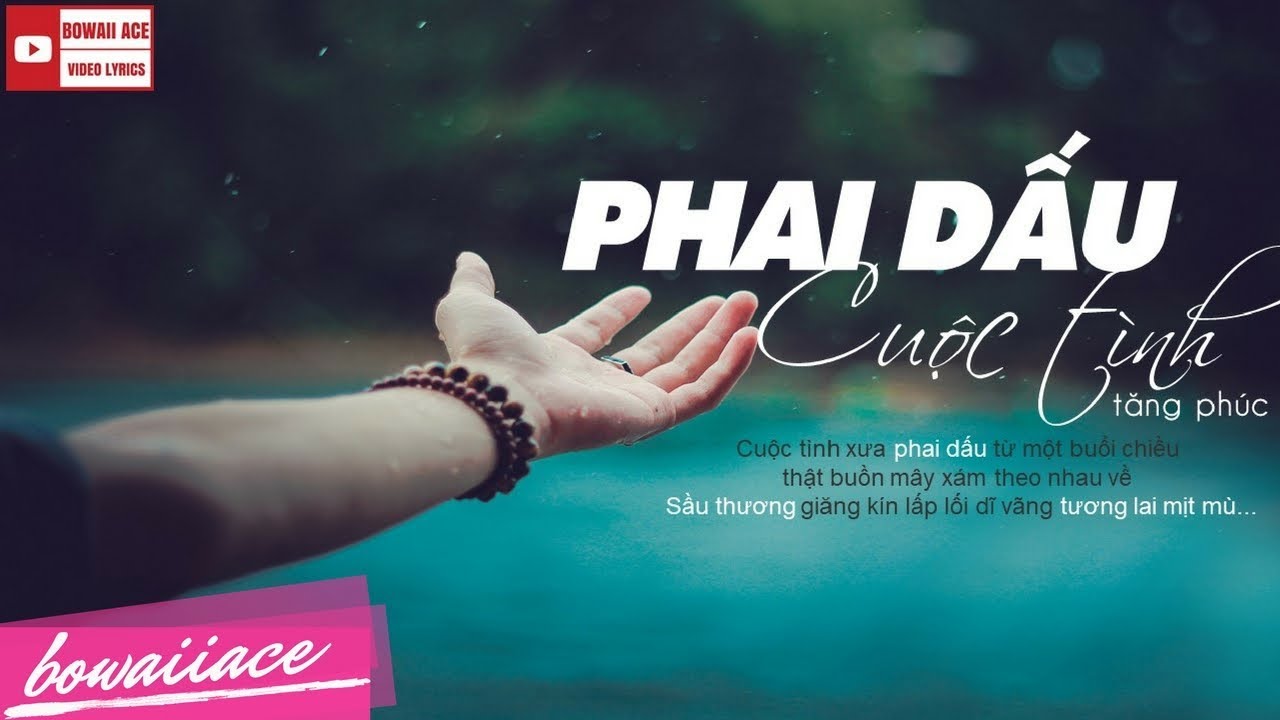 BOWAII ACE
VIDEO LYRICS
PHAI DẤU
Cuộc tình
tăng phúc
Cuộc tình xưa phai dấu từ một buổi chiều
thật buồn mây xám theo nhau về
Sầu thương giăng kín lấp lối dĩ vãng tương lai mịt mù...
bowaiiace